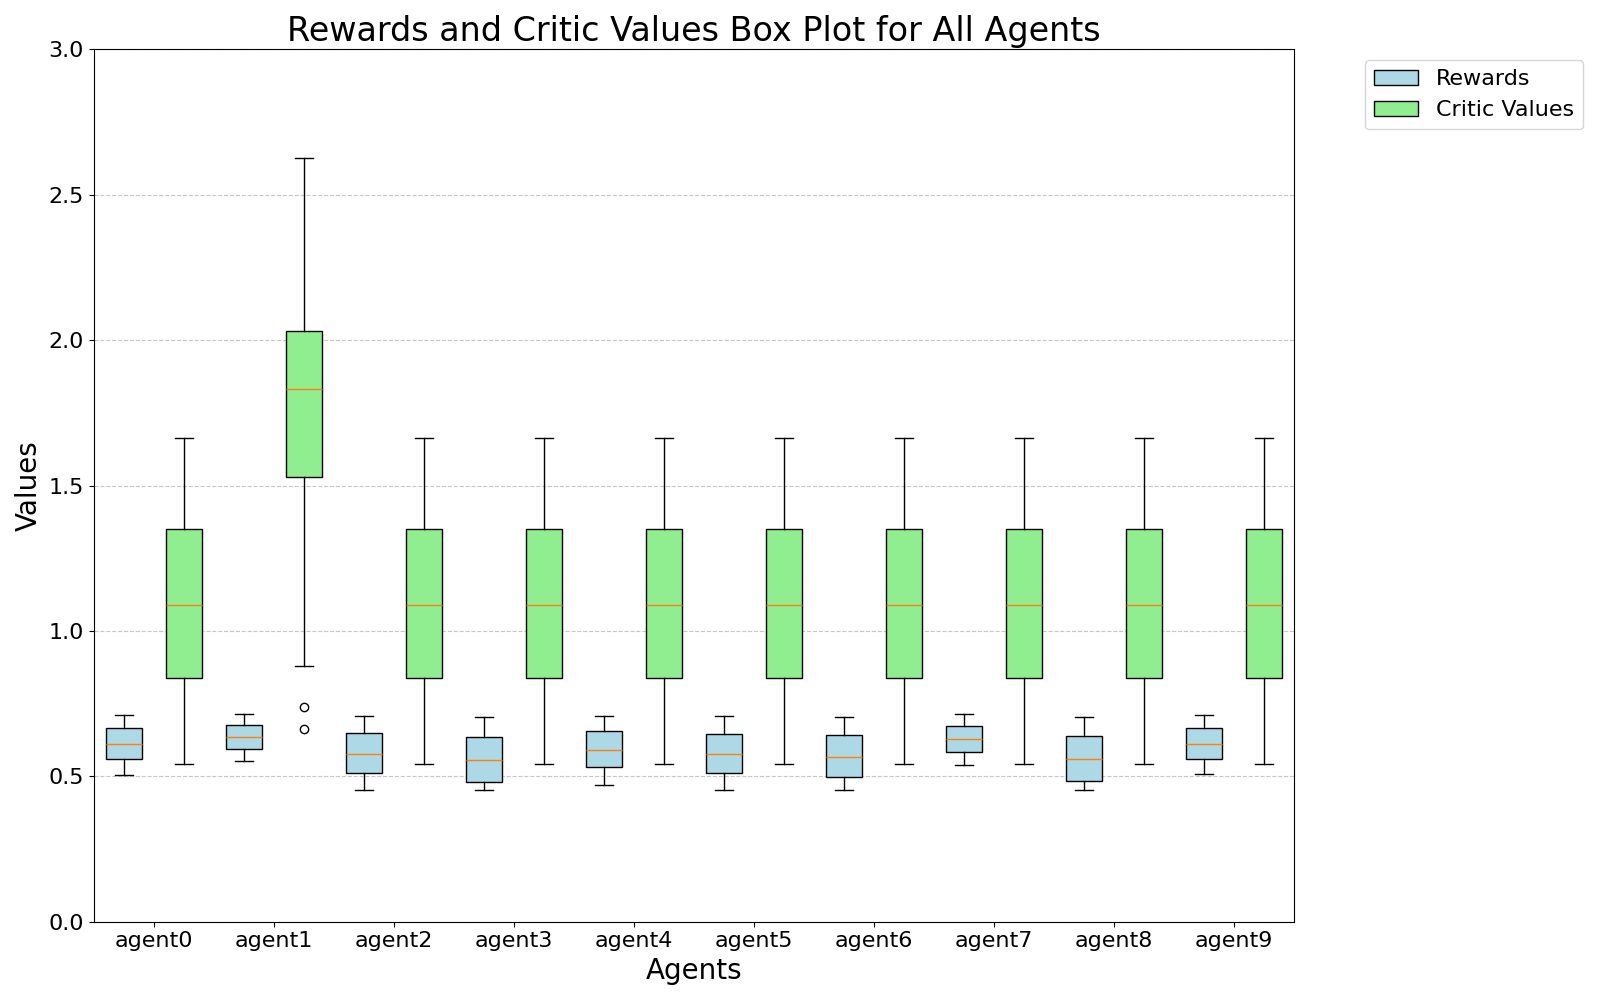 Rewards and Critic Values Box Plot for All Agents
Rewards
Critic Values
Values
3.0
2.5
2.0
1.5
1.0
0.5
0.0
agent0 agent1 agent2 agent3 agent4 agent5 agent6 agent7 agent8 agent9
Agents